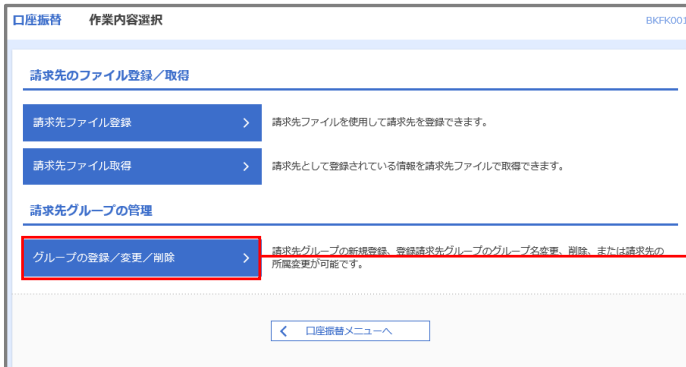 口座振替 作業内容選択 BKFK001
請求先のファイル登録／取得
請求先ファイル登録 請求先ファイルを使用して請求先を登録できます。
請求先ファイル取得 請求先として登録されている情報を請求先ファイルで取得できます。
請求先グループの管理
グループの登録／変更／削除 請求先グループの新規登録、登録請求先グループのグループ名変更、削除、または請求先の
所属変更が可能です。
口座振替メニューへ